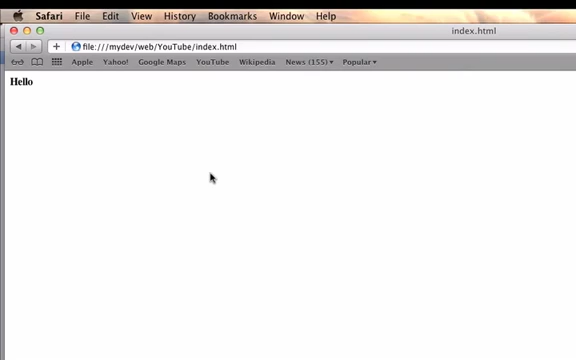 Safari File Edit View History Bookmarks Window Help
index.html
file:///mydev/web/YouTube/index.html
Apple Yahoo! Google Maps YouTube Wikipedia News (155)▾ Popular▾
Hello